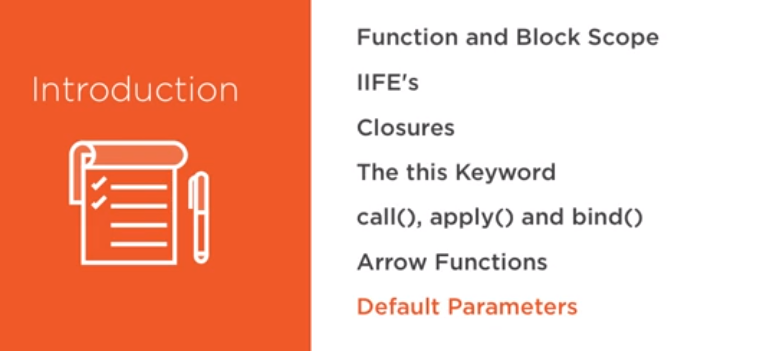 Introduction
Function and Block Scope
IIFE's
Closures
The this Keyword
call(), apply() and bind()
Arrow Functions
Default Parameters